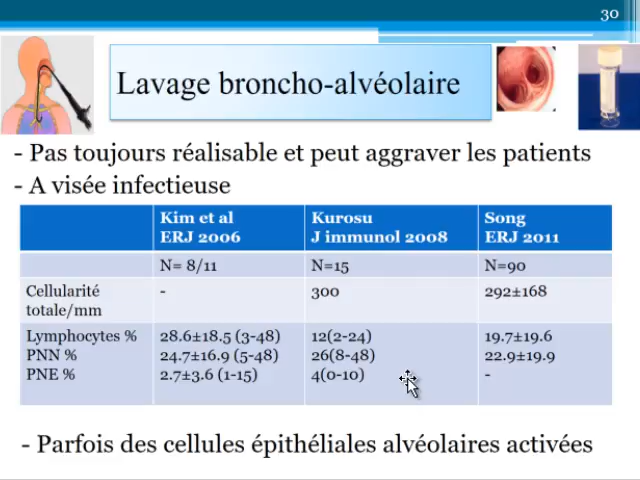 30
Lavage broncho-alvéolaire
- Pas toujours réalisable et peut aggraver les patients
- A visée infectieuse
Kim et al
ERJ 2006
Kurosu
J immunol 2008
Song
ERJ 2011
N= 8/11
N=15
N=90
Cellularité
totale/mm
-
300
292±168
Lymphocytes %
PNN %
PNE %
28.6±18.5 (3-48)
24.7±16.9 (5-48)
2.7±3.6 (1-15)
12(2-24)
26(8-48)
4(0-10)
19.7±19.6
22.9±19.9
-
- Parfois des cellules épithéliales alvéolaires activées